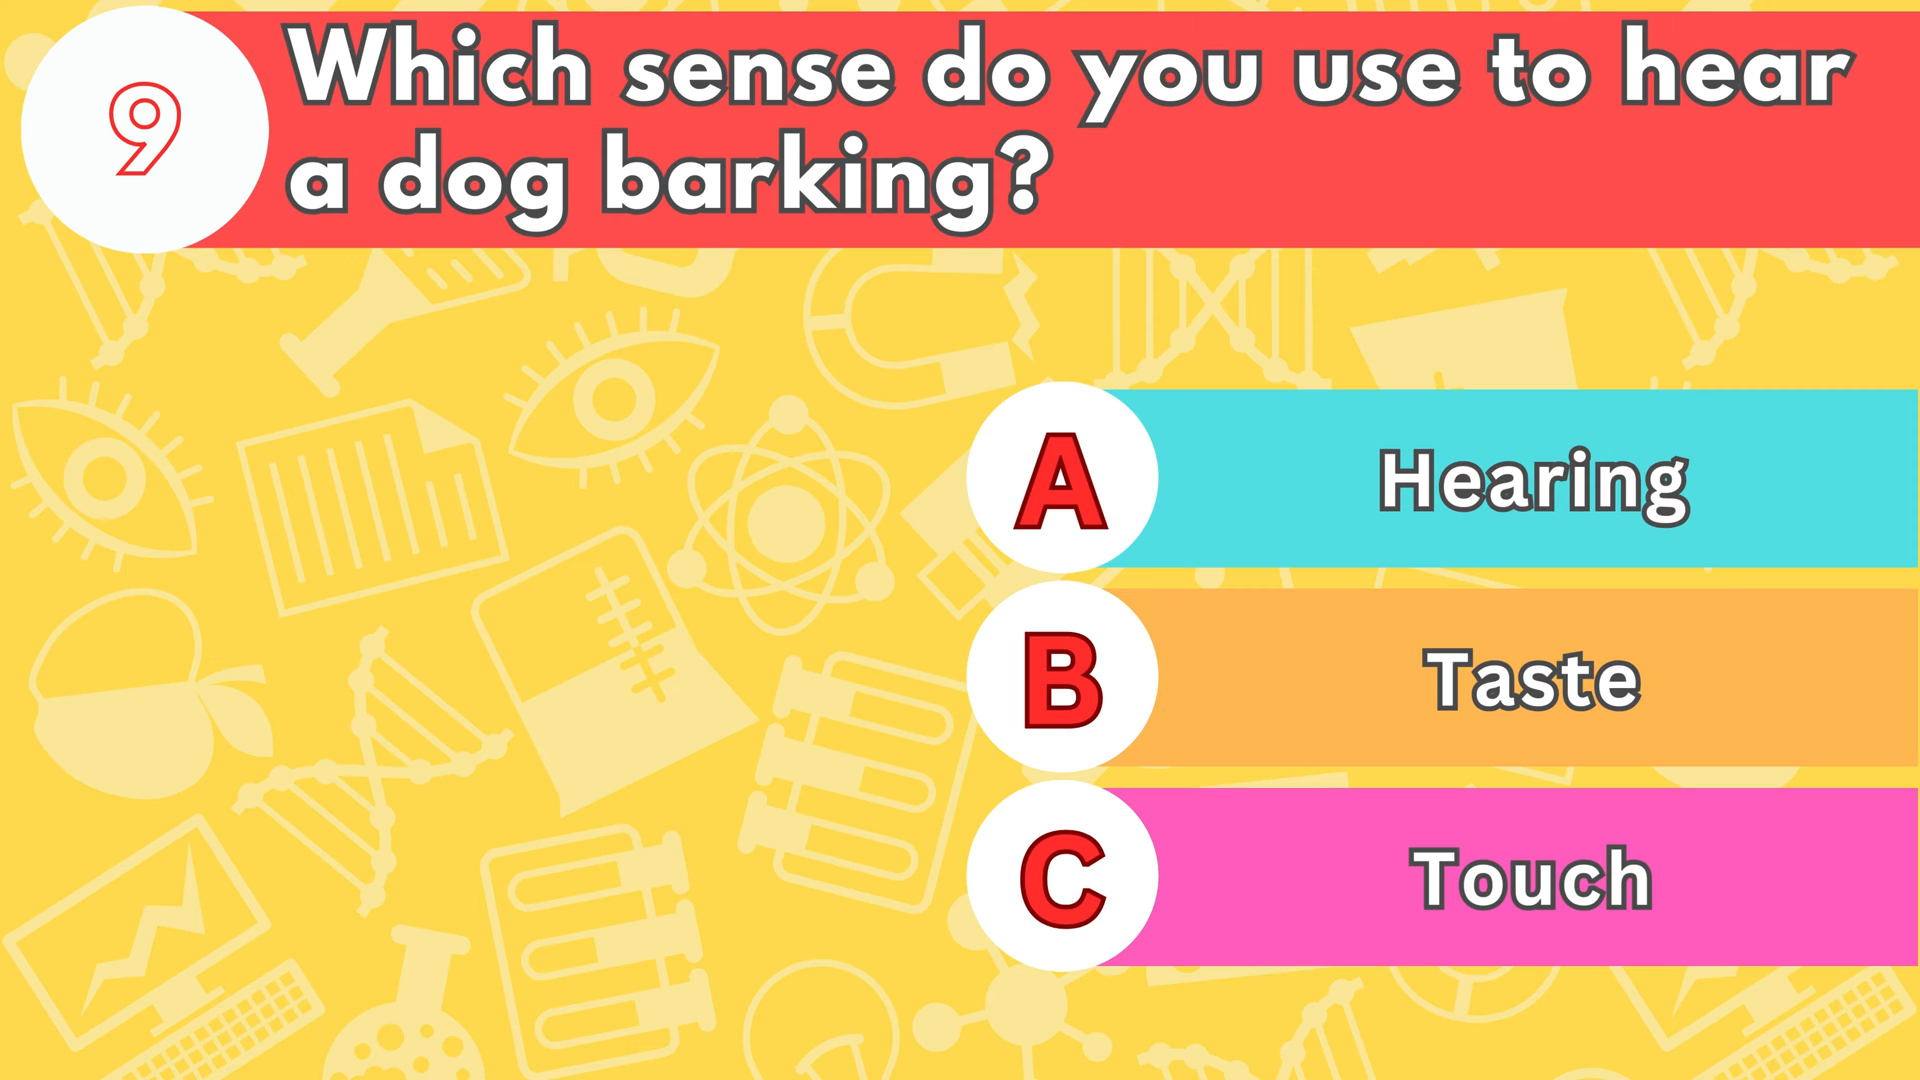 9
Which sense do you use to hear
a dog barking?
A
Hearing
B
Taste
C
Touch